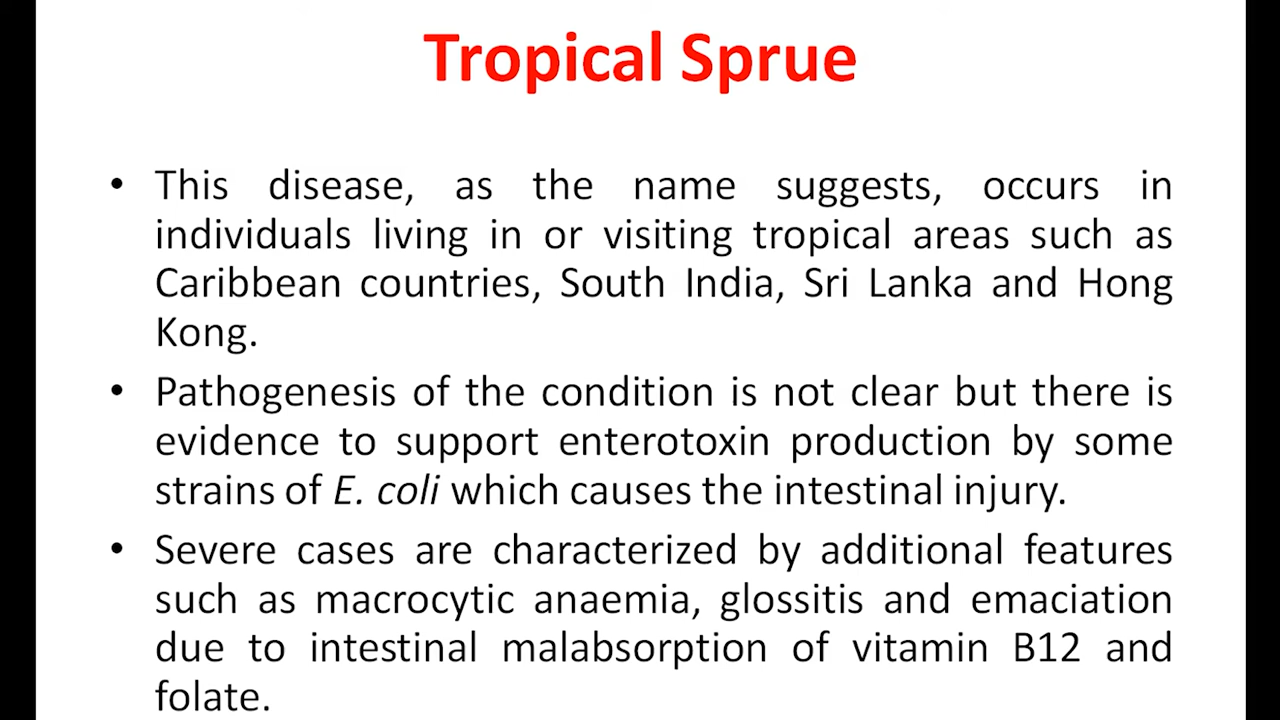 Tropical Sprue
• This disease, as the name suggests, occurs in
individuals living in or visiting tropical areas such as
Caribbean countries, South India, Sri Lanka and Hong
Kong.
• Pathogenesis of the condition is not clear but there is
evidence to support enterotoxin production by some
strains of E. coli which causes the intestinal injury.
• Severe cases are characterized by additional features
such as macrocytic anaemia, glossitis and emaciation
due to intestinal malabsorption of vitamin B12 and
folate.